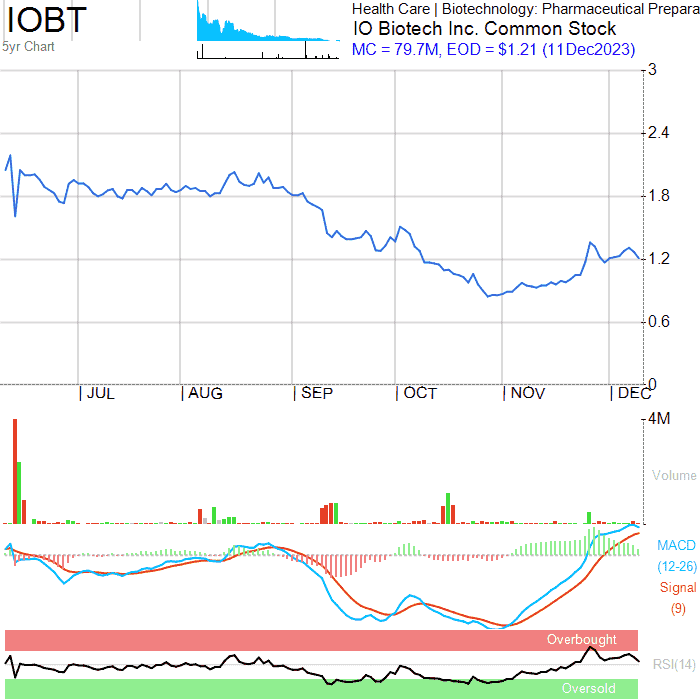 IOBT
5yr Chart
Health Care | Biotechnology: Pharmaceutical Prepara
IO Biotech Inc. Common Stock
MC = 79.7M, EOD = $1.21 (11Dec2023)
3
2.4
1.8
1.2
0.6
0
| JUL | AUG | SEP | OCT | NOV | DEC
4M
Volume
MACD
(12-26)
Signal
(9)
Overbought
RSI(14)
Oversold